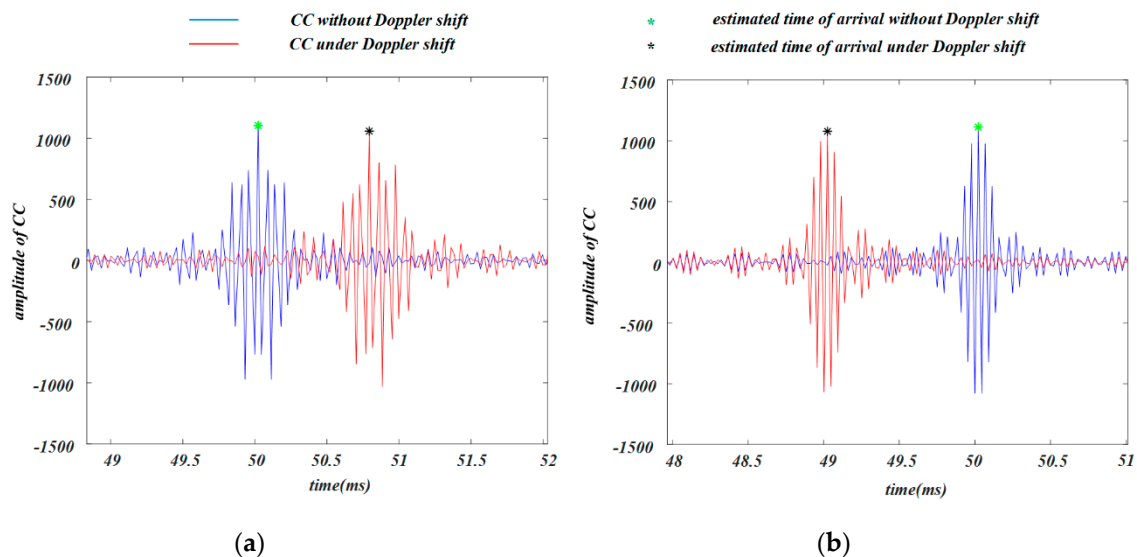 CC without Doppler shift
CC under Doppler shift
* estimated time of arrival without Doppler shift
* estimated time of arrival under Doppler shift
1500
1000
500
0
-500
-1000
-1500
amplitude of CC
49 49.5 50 50.5 51 51.5 52
time(ms)
(a)
1500
1000
500
0
-500
-1000
-1500
amplitude of CC
48 48.5 49 49.5 50 50.5 51
time(ms)
(b)